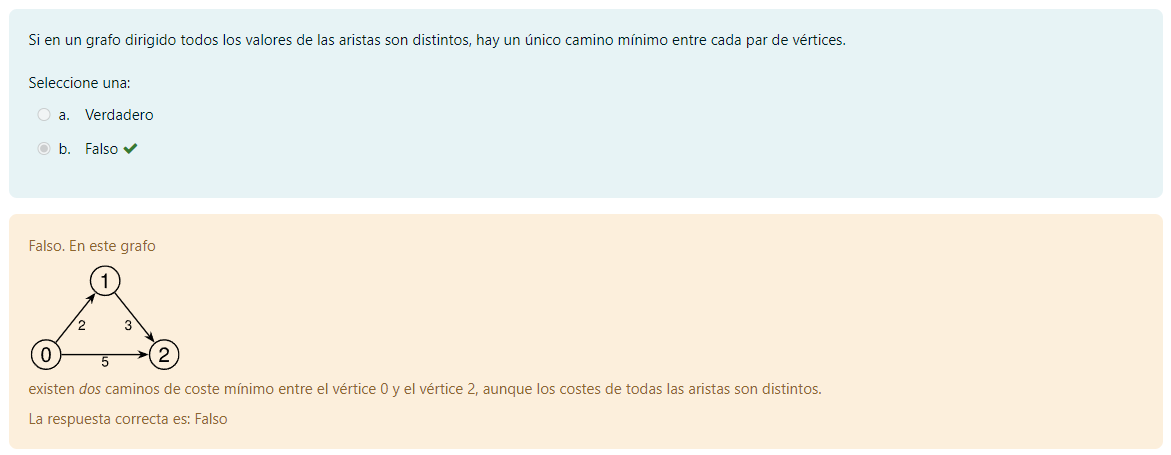 Si en un grafo dirigido todos los valores de las aristas son distintos, hay un único camino mínimo entre cada par de vértices.
Seleccione una:
a. Verdadero
b. Falso
Falso. En este grafo
1
2 3
0 2
5
existen dos caminos de coste mínimo entre el vértice 0 y el vértice 2, aunque los costes de todas las aristas son distintos.
La respuesta correcta es: Falso